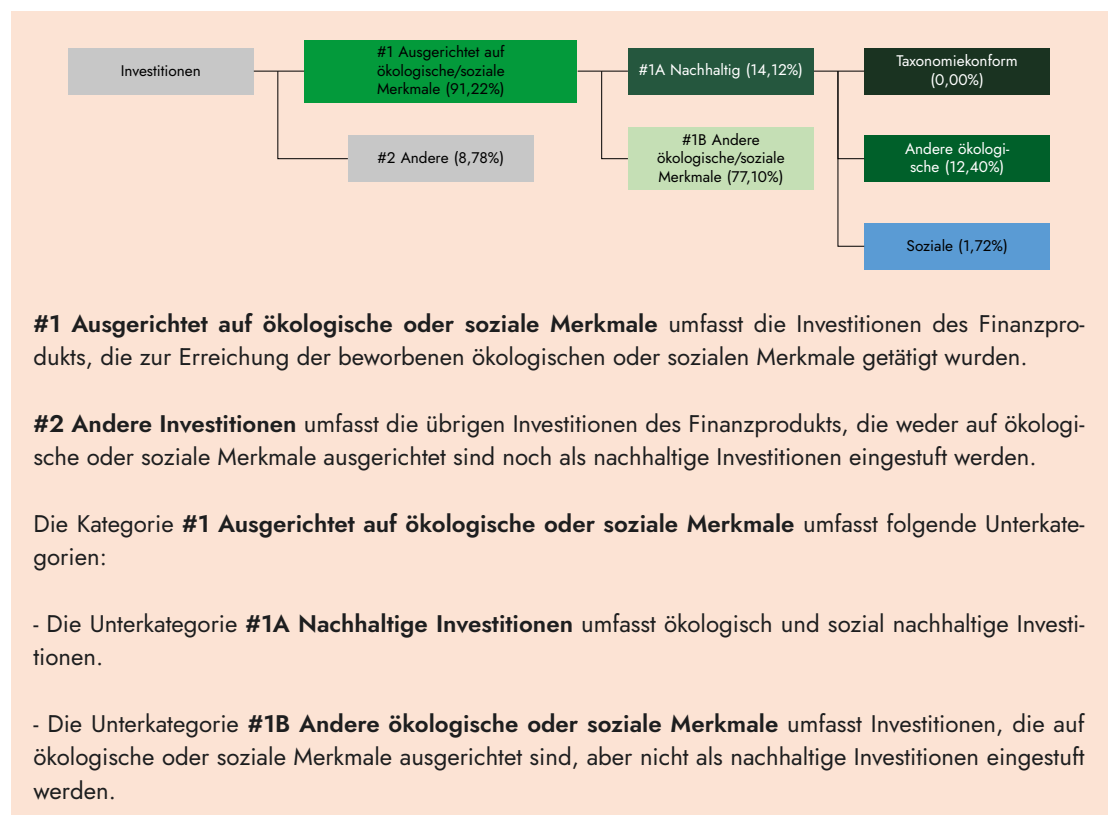 Investitionen
#1 Ausgerichtet auf
ökologische/soziale
Merkmale (91,22%)
#1A Nachhaltig (14,12%)
Taxonomiekonform
(0,00%)
#2 Andere (8,78%)
#1B Andere
ökologische/soziale
Merkmale (77,10%)
Andere ökologi-
sche (12,40%)
Soziale (1,72%)
#1 Ausgerichtet auf ökologische oder soziale Merkmale umfasst die Investitionen des Finanzpro-
dukts, die zur Erreichung der beworbenen ökologischen oder sozialen Merkmale getätigt wurden.
#2 Andere Investitionen umfasst die übrigen Investitionen des Finanzprodukts, die weder auf ökologi-
sche oder soziale Merkmale ausgerichtet sind noch als nachhaltige Investitionen eingestuft werden.
Die Kategorie #1 Ausgerichtet auf ökologische oder soziale Merkmale umfasst folgende Unterkate-
gorien:
- Die Unterkategorie #1A Nachhaltige Investitionen umfasst ökologisch und sozial nachhaltige Investi-
tionen.
- Die Unterkategorie #1B Andere ökologische oder soziale Merkmale umfasst Investitionen, die auf
ökologische oder soziale Merkmale ausgerichtet sind, aber nicht als nachhaltige Investitionen eingestuft
werden.